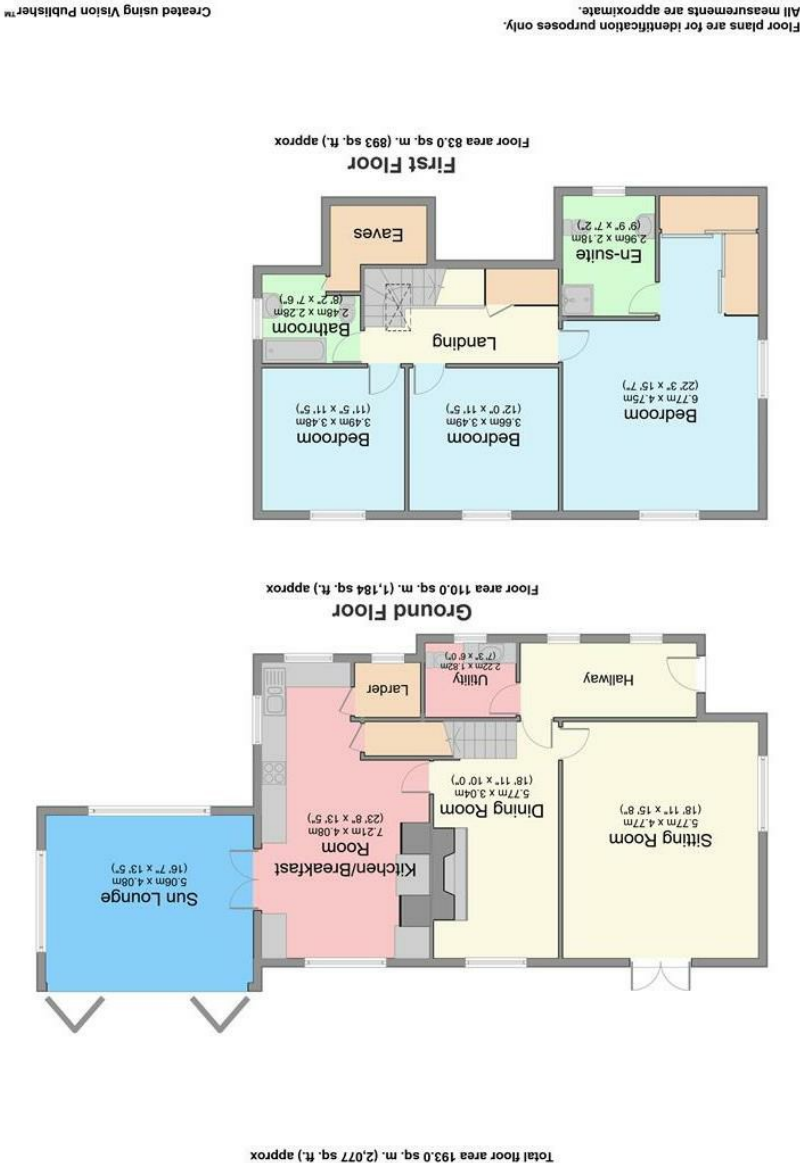 Total floor area 193.0 sq. m. (2,077 sq. ft.) approx
Sun Lounge
5.06m x 4.08m
(16' 7" x 13' 5")
Kitchen/Breakfast
Room
7.21m x 4.08m
(23' 8" x 13' 5")
Dining Room
5.77m x 3.04m
(18' 11" x 10' 0")
Sitting Room
5.77m x 4.77m
(18' 11" x 15' 8")
Larder
Utility
2.22m x 1.82m
(7' 3" x 6' 0")
Hallway
Ground Floor
Floor area 110.0 sq. m. (1,184 sq. ft.) approx
Bedroom
3.49m x 3.48m
(11' 5" x 11' 5")
Bedroom
3.66m x 3.49m
(12' 0" x 11' 5")
Bedroom
6.77m x 4.75m
(22' 3" x 15' 7")
Bathroom
2.48m x 2.28m
(8' 2" x 7' 6")
Landing
Eaves
En-suite
2.96m x 2.18m
(9' 9" x 7' 2")
First Floor
Floor area 83.0 sq. m. (893 sq. ft.) approx
Floor plans are for identification purposes only.
All measurements are approximate.
Created using Vision Publisher™